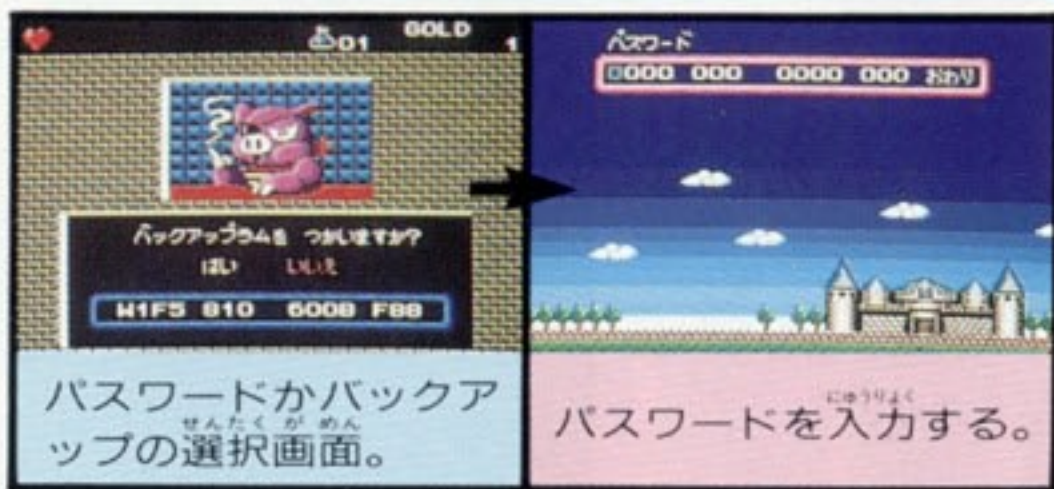 01 GOLD 1
バックアップラムを つかいますか?
はい いいえ
W1F5 810 600B F88
パスワードかバックア
せんたく が めん
ップの選択画面。
パスワード
0000 000 0000 000 おわり
にゅうりょく
パスワードを入力する。